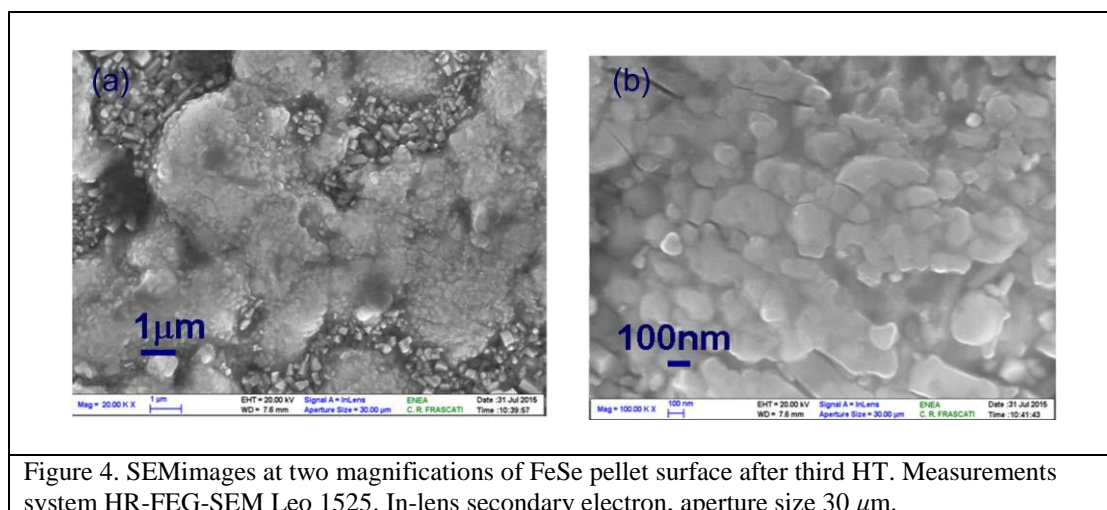 (a)
1µm
Mag = 20.00 K X 1 µm EHT = 20.00 kV Signal A = InLens ENEA Date :31 Jul 2015
WD = 7.6 mm Aperture Size = 30.00 µm C. R. FRASCATI Time :10:39:57
(b)
100nm
Mag = 100.00 K X 100 nm EHT = 20.00 kV Signal A = InLens ENEA Date :31 Jul 2015
WD = 7.6 mm Aperture Size = 30.00 µm C. R. FRASCATI Time :10:41:43
Figure 4. SEMimages at two magnifications of FeSe pellet surface after third HT. Measurements
system HR-FEG-SEM Leo 1525. In-lens secondary electron, aperture size 30 µm.